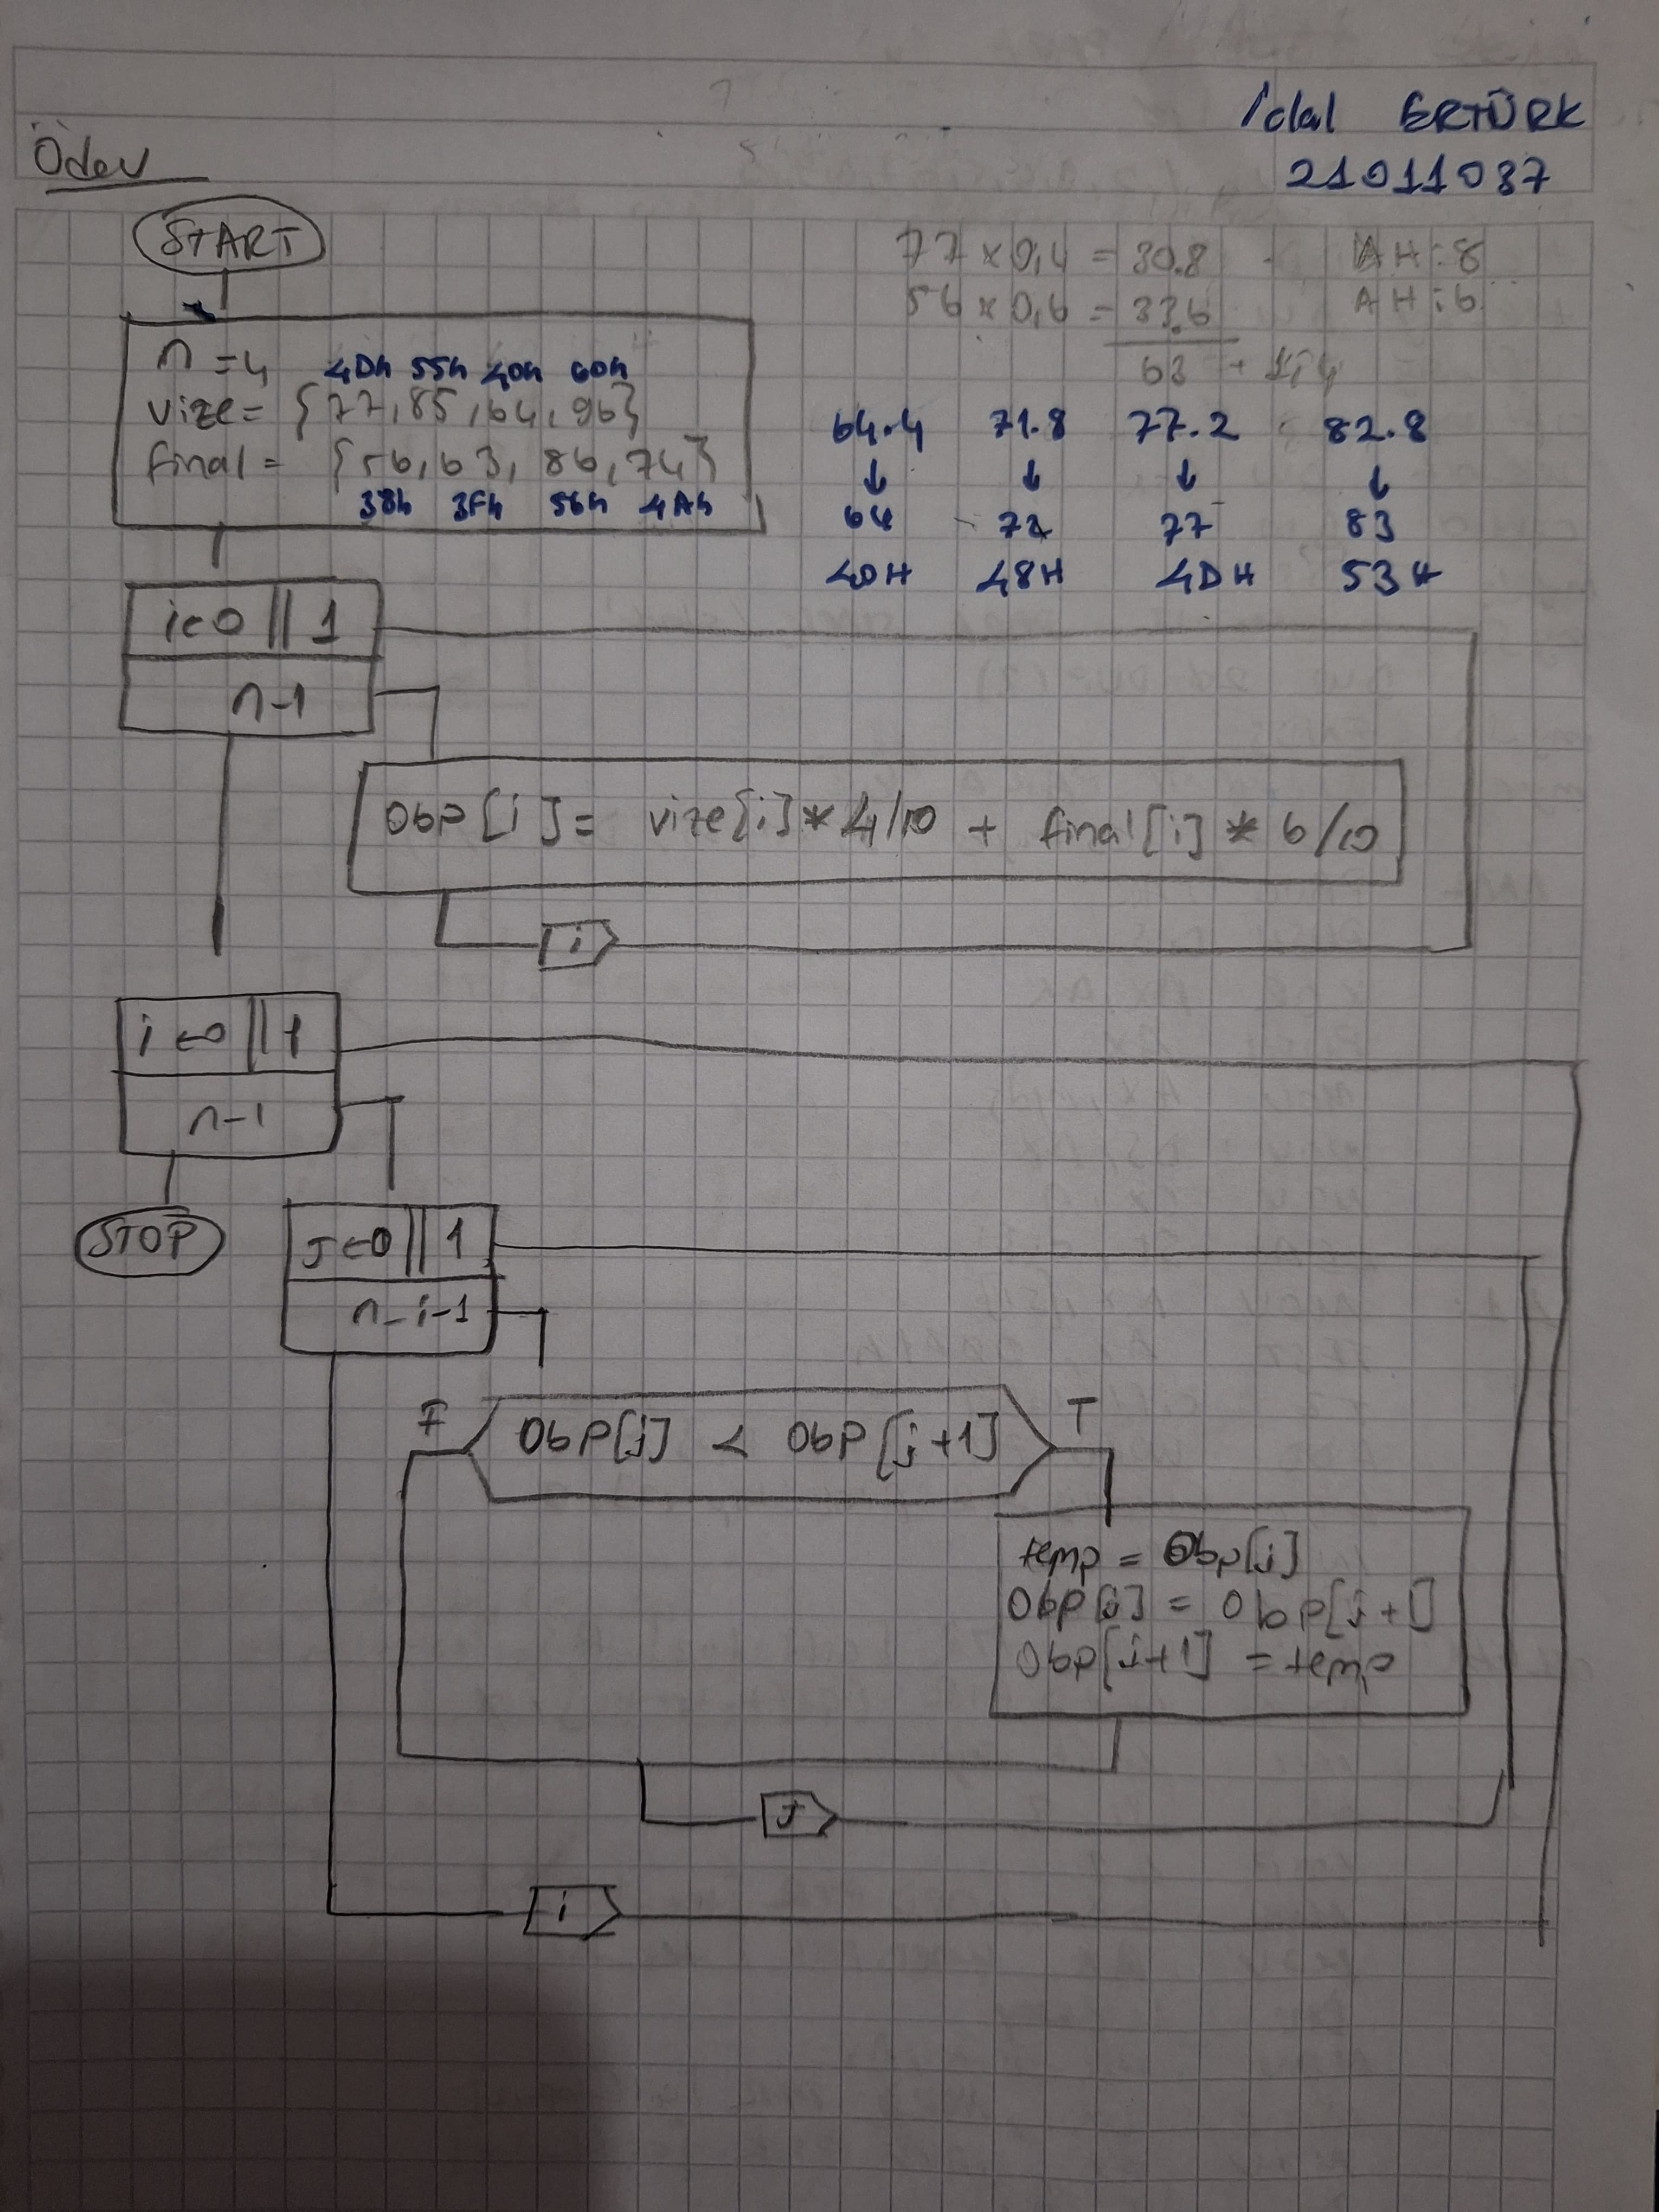 İclal ERTÜRK
21011037
Ödev
START
77 x 0,4 = 30.8 AH:8
56 x 0,6 = 33.6 AH:6
63 + 1,4
n = 4
4Dh 55h 40h 60h
vize = {77, 85, 64, 96}
final = {56, 63, 86, 74}
38h 3Fh 56h 4Ah
64.4 71.8 77.2 82.8
↓ ↓ ↓ ↓
64 72 77 83
40H 48H 4DH 53H
i←0 || 1
n-1
obp[i] = vize[i] * 4/10 + final[i] * 6/10
i
i←0 || 1
n-1
STOP
J←0 || 1
n-i-1
F
obp[j] < obp[j+1]
T
temp = obp[j]
obp[j] = obp[j+1]
obp[j+1] = temp
J
i